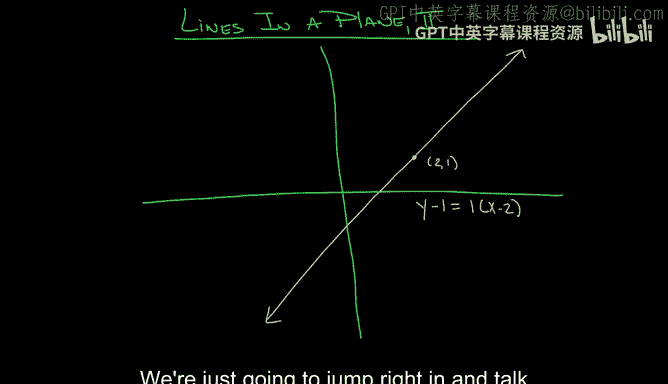 GPT中英字幕课程资源@bilibili
LINES IN A PLANE, II
GPT中英字幕课程资源 bilibili
(2,1)
y-1=1(x-2)
We're just going to jump right in and talk